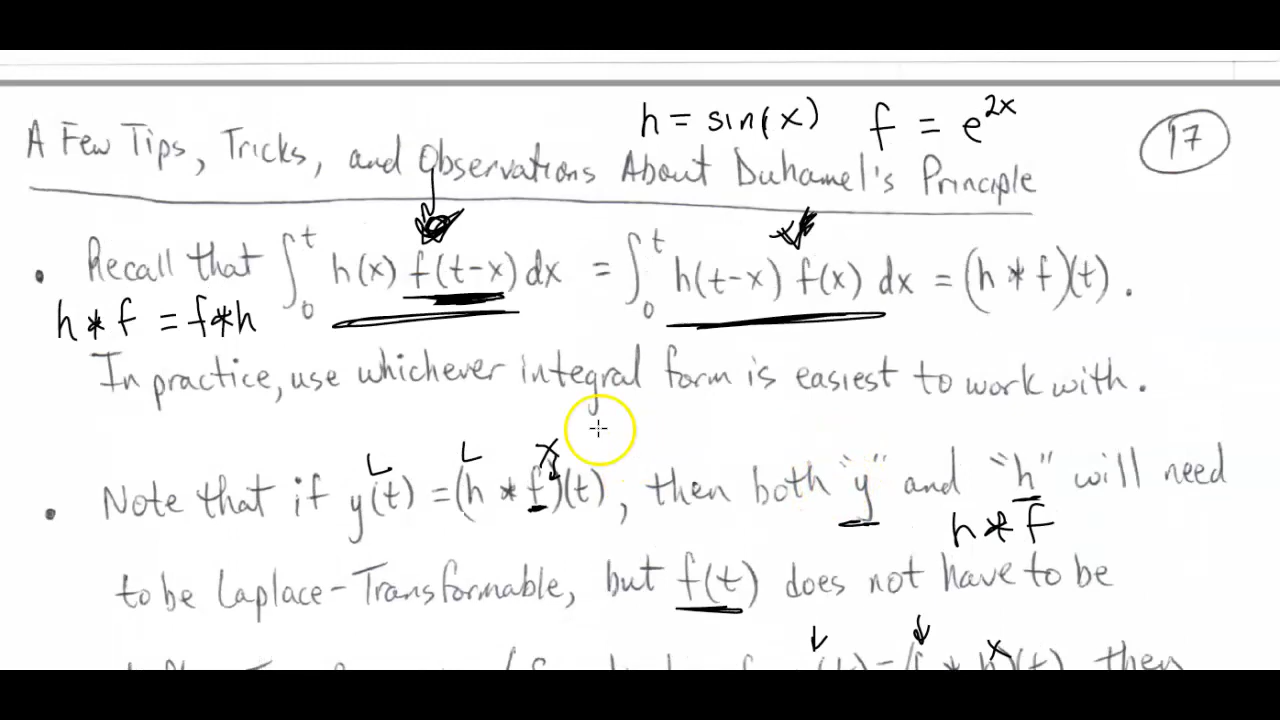 h = sin(x) f = e^{2x}
17
A Few Tips, Tricks, and Observations About Duhamel's Principle
• Recall that ∫_0^t h(x) f(t-x) dx = ∫_0^t h(t-x) f(x) dx = (h * f)(t).
h * f = f * h
In practice, use whichever integral form is easiest to work with.
L L X
• Note that if y(t) = (h * f)(t), then both "y" and "h" will need
h * f
to be Laplace-Transformable, but f(t) does not have to be
then